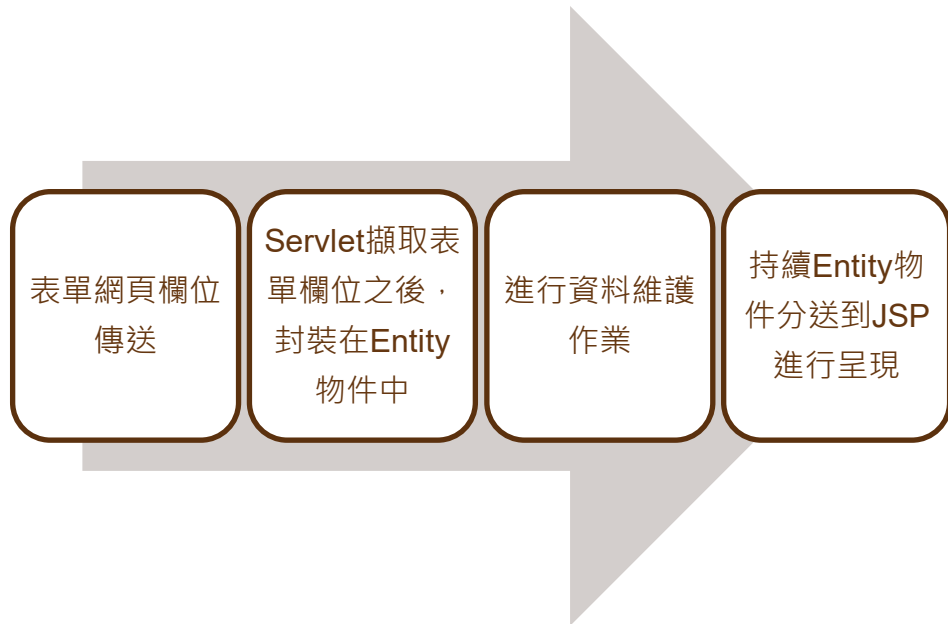 表單網頁欄位
傳送
Servlet擷取表
單欄位之後，
封裝在Entity
物件中
進行資料維護
作業
持續Entity物
件分送到JSP
進行呈現